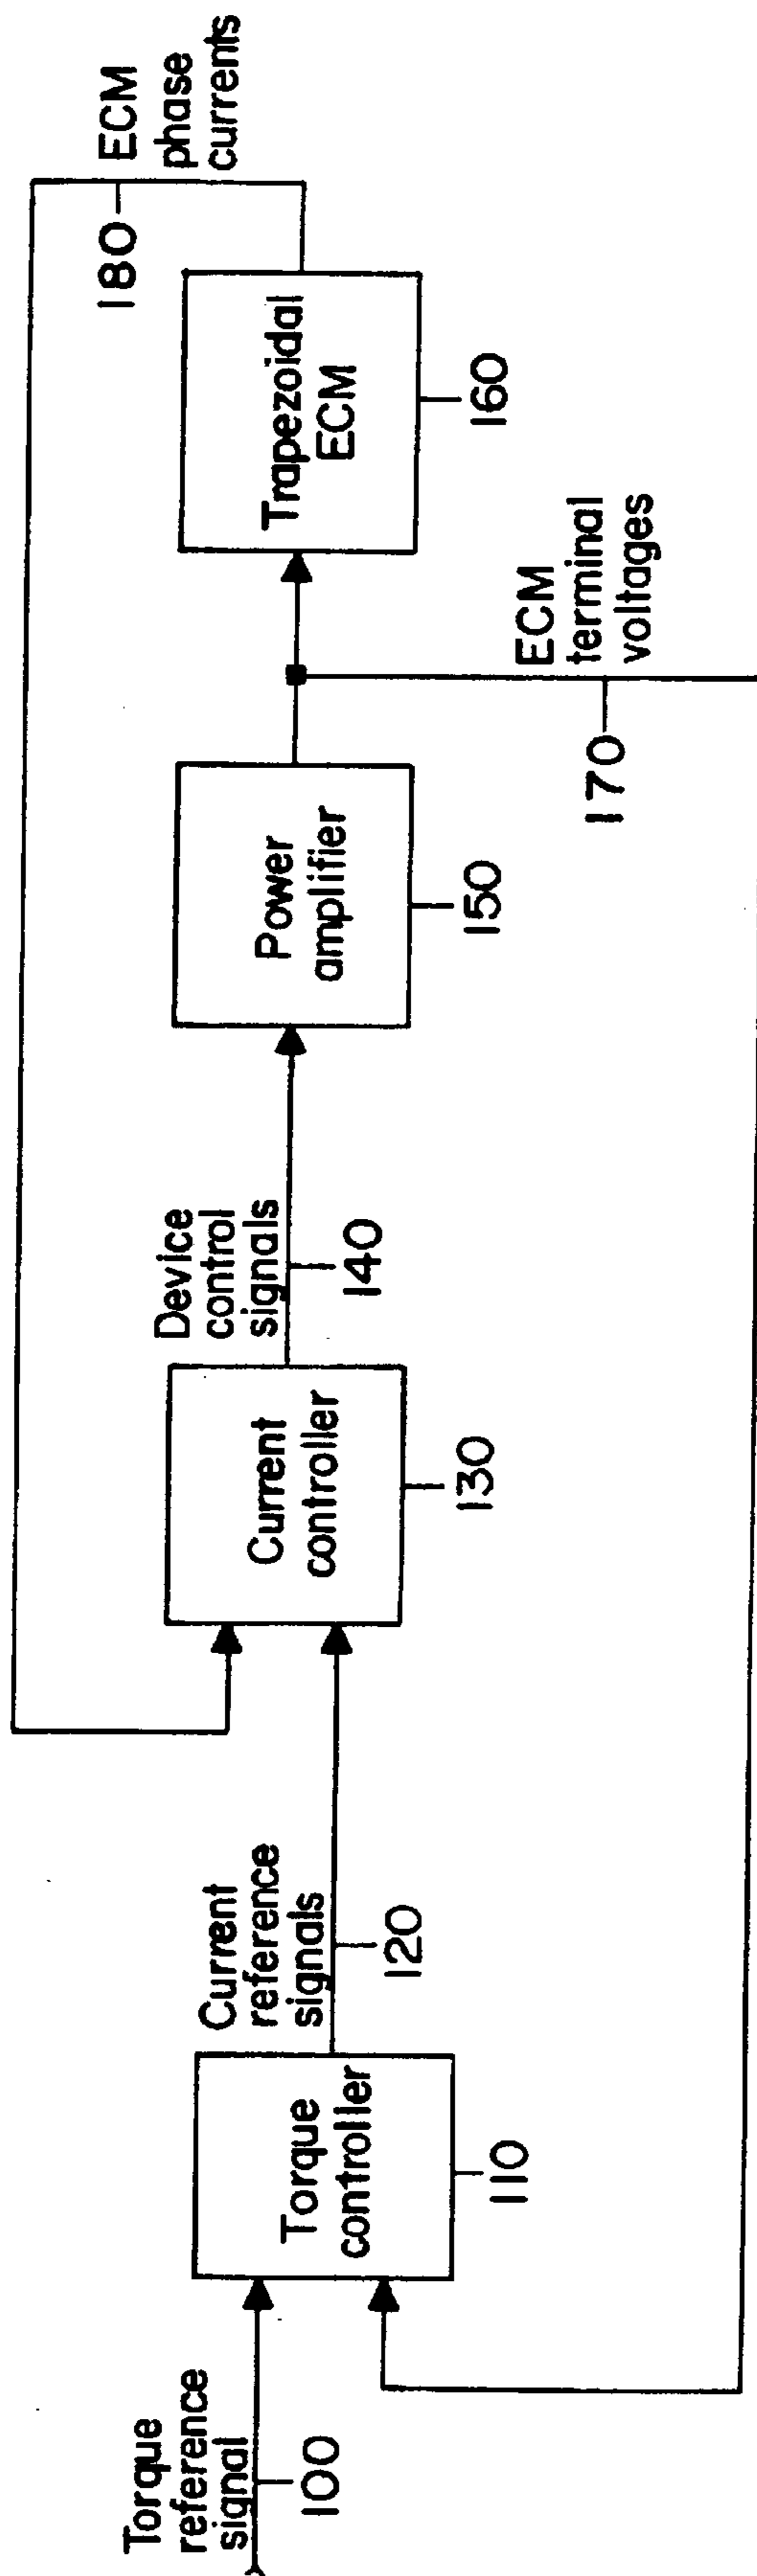 Torque
reference
signal
100
Torque
controller
110
Current
reference
signals
120
Current
controller
130
Device
control
signals
140
Power
amplifier
150
ECM
terminal
voltages
170
Trapezoidal
ECM
160
180
ECM
phase
currents